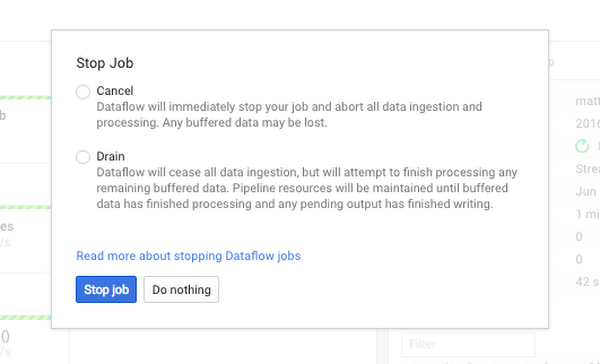 Stop Job
Cancel
Dataflow will immediately stop your job and abort all data ingestion and
processing. Any buffered data may be lost.
Drain
Dataflow will cease all data ingestion, but will attempt to finish processing any
remaining buffered data. Pipeline resources will be maintained until buffered
data has finished processing and any pending output has finished writing.
Read more about stopping Dataflow jobs
Stop job
Do nothing
matt
2016
Strea
Jun
1 mi
0
0
42 s
Filter
b
es
/s
()
/s